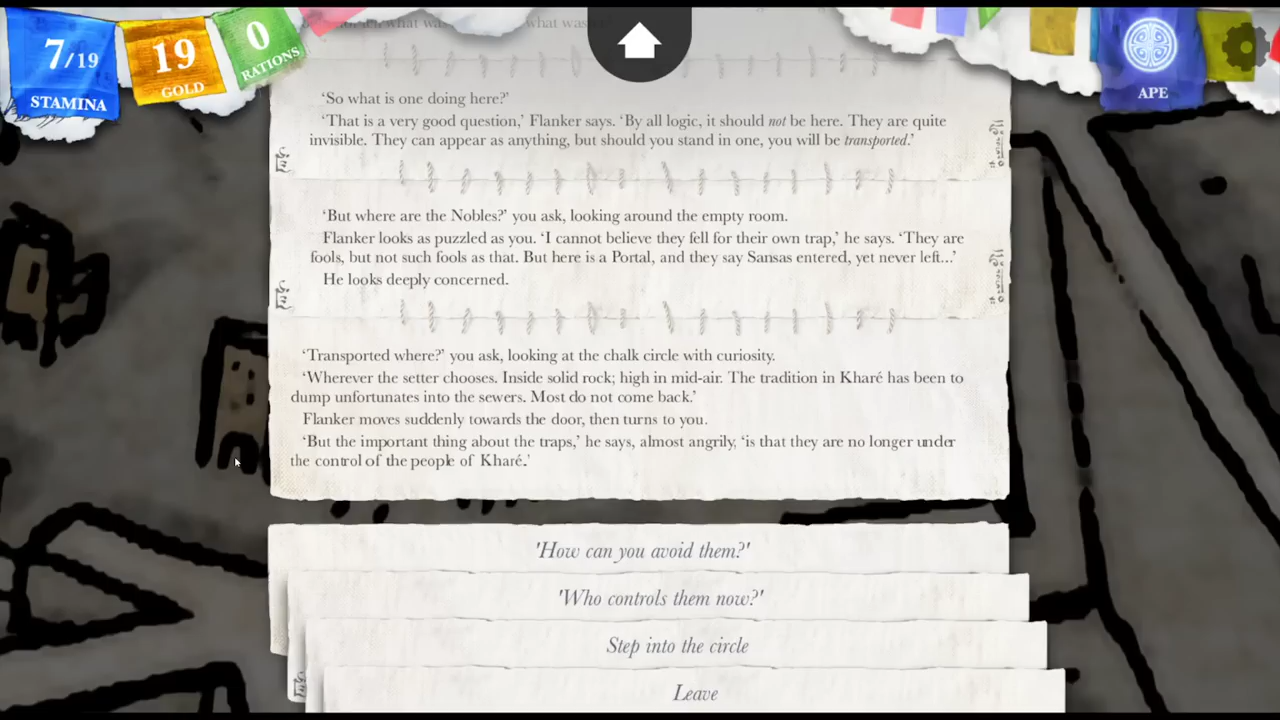 7/19
STAMINA
19
GOLD
0
RATIONS
APE
‘So what is one doing here?’
‘That is a very good question,’ Flanker says. ‘By all logic, it should not be here. They are quite
invisible. They can appear as anything, but should you stand in one, you will be transported.’
‘But where are the Nobles?’ you ask, looking around the empty room.
Flanker looks as puzzled as you. ‘I cannot believe they fell for their own trap,’ he says. ‘They are
fools, but not such fools as that. But here is a Portal, and they say Sansas entered, yet never left...’
He looks deeply concerned.
‘Transported where?’ you ask, looking at the chalk circle with curiosity.
‘Wherever the setter chooses. Inside solid rock; high in mid-air. The tradition in Kharé has been to
dump unfortunates into the sewers. Most do not come back.’
Flanker moves suddenly towards the door, then turns to you.
‘But the important thing about the traps,’ he says, almost angrily, ‘is that they are no longer under
the control of the people of Kharé.’
'How can you avoid them?'
'Who controls them now?'
Step into the circle
Leave